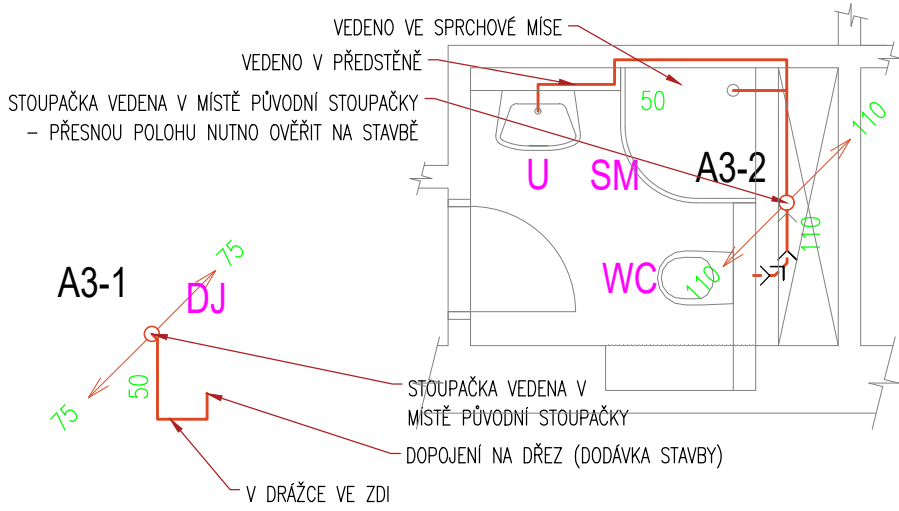 VEDENO VE SPRCHOVÉ MÍSE
VEDENO V PŘEDSTĚNĚ
STOUPAČKA VEDENA V MÍSTĚ PŮVODNÍ STOUPAČKY
– PŘESNOU POLOHU NUTNO OVĚŘIT NA STAVBĚ
50
110
U
SM
A3-2
110
WC
110
75
A3-1
DJ
50
75
STOUPAČKA VEDENA V
MÍSTĚ PŮVODNÍ STOUPAČKY
DOPOJENÍ NA DŘEZ (DODÁVKA STAVBY)
V DRÁŽCE VE ZDI